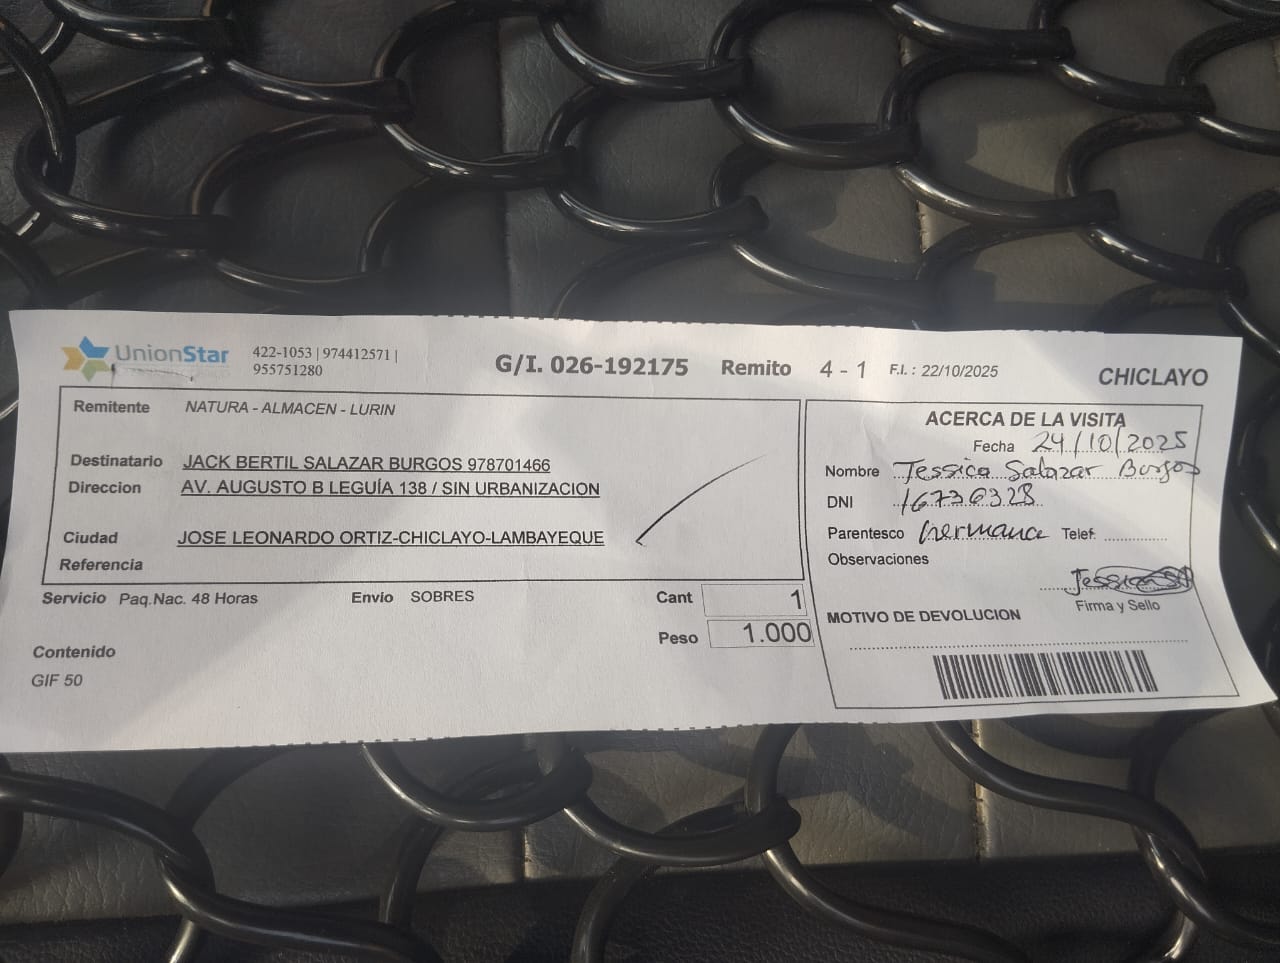 UnionStar 422-1053 | 974412571 |
955751280
G/I. 026-192175 Remito 4 - 1 F.I. : 22/10/2025 CHICLAYO
Remitente NATURA - ALMACEN - LURIN
Destinatario JACK BERTIL SALAZAR BURGOS 978701466
Direccion AV. AUGUSTO B LEGUÍA 138 / SIN URBANIZACION
Ciudad JOSE LEONARDO ORTIZ-CHICLAYO-LAMBAYEQUE
Referencia
Servicio Paq.Nac. 48 Horas Envio SOBRES Cant 1
Peso 1.000
Contenido
GIF 50
ACERCA DE LA VISITA
Fecha 24/10/2025
Nombre Jessica Salazar Burgos
DNI 16736328
Parentesco hermana Telef.
Observaciones
Jessica
Firma y Sello
MOTIVO DE DEVOLUCION